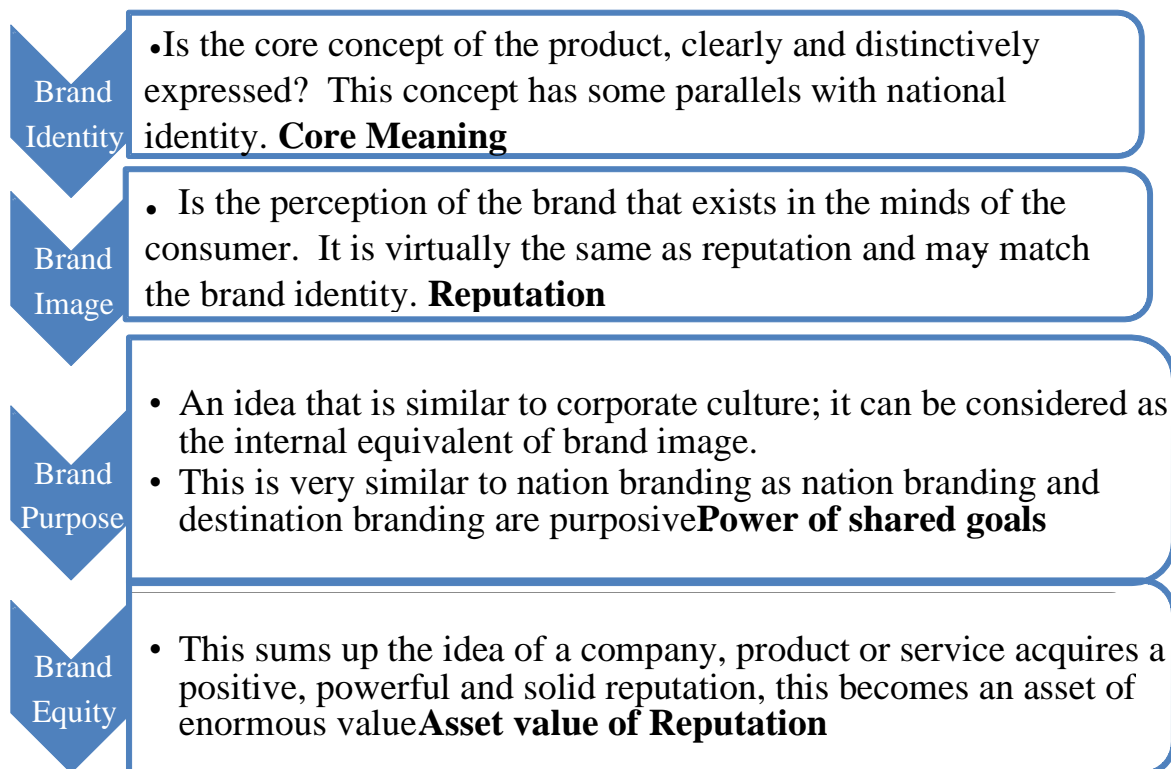 Brand
Identity
•Is the core concept of the product, clearly and distinctively
expressed?  This concept has some parallels with national
identity. Core Meaning
Brand
Image
• Is the perception of the brand that exists in the minds of the
consumer.  It is virtually the same as reputation and may match
the brand identity. Reputation
Brand
Purpose
• An idea that is similar to corporate culture; it can be considered as
the internal equivalent of brand image.
• This is very similar to nation branding as nation branding and
destination branding are purposivePower of shared goals
Brand
Equity
• This sums up the idea of a company, product or service acquires a
positive, powerful and solid reputation, this becomes an asset of
enormous valueAsset value of Reputation